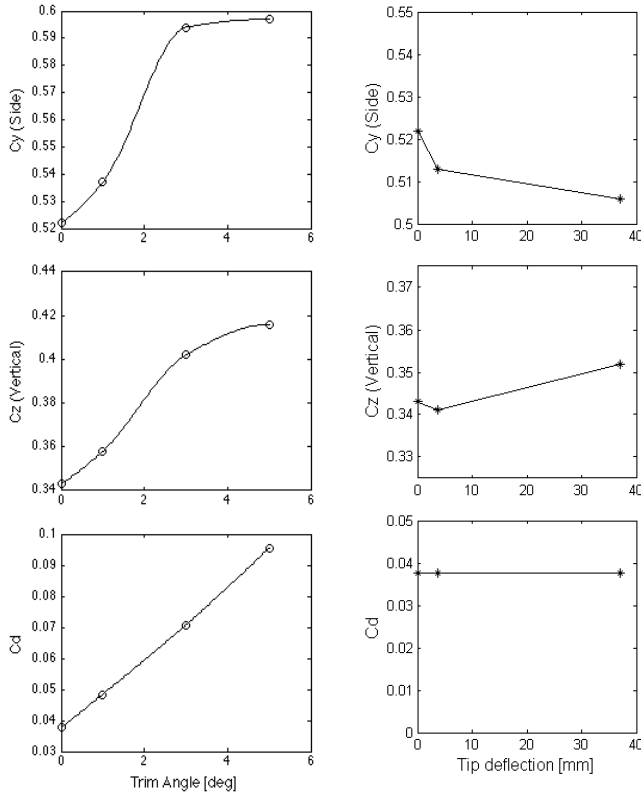 0.6
0.59
0.58
0.57
0.56
0.55
0.54
0.53
0.52
Cy (Side)
0 2 4 6
0.55
0.54
0.53
0.52
0.51
0.5
Cy (Side)
0 10 20 30 40
0.44
0.42
0.4
0.38
0.36
0.34
Cz (Vertical)
0 2 4 6
0.37
0.36
0.35
0.34
0.33
Cz (Vertical)
0 10 20 30 40
0.1
0.09
0.08
0.07
0.06
0.05
0.04
0.03
Cd
0 2 4 6
Trim Angle [deg]
0.05
0.04
0.03
0.02
0.01
0
Cd
0 10 20 30 40
Tip deflection [mm]